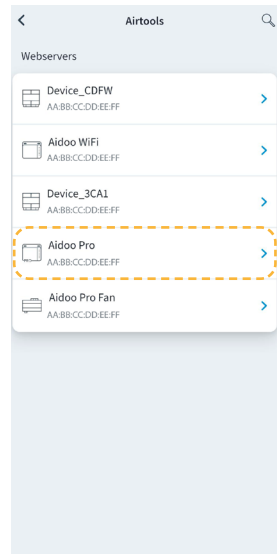 Airtools
Webservers
Device_CDFW
AA:BB:CC:DD:EE:FF
Aidoo WiFi
AA:BB:CC:DD:EE:FF
Device_3CA1
AA:BB:CC:DD:EE:FF
Aidoo Pro
AA:BB:CC:DD:EE:FF
Aidoo Pro Fan
AA:BB:CC:DD:EE:FF